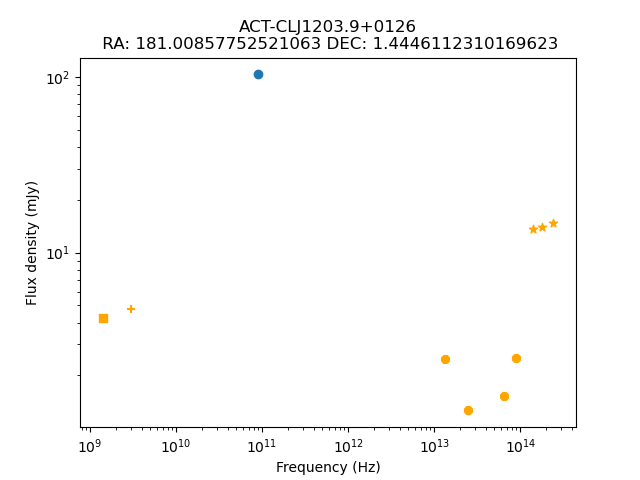 ACT-CLJ1203.9+0126
RA: 181.00857752521063 DEC: 1.4446112310169623
Flux density (mJy)
10²
10¹
10⁹ 10¹⁰ 10¹¹ 10¹² 10¹³ 10¹⁴
Frequency (Hz)